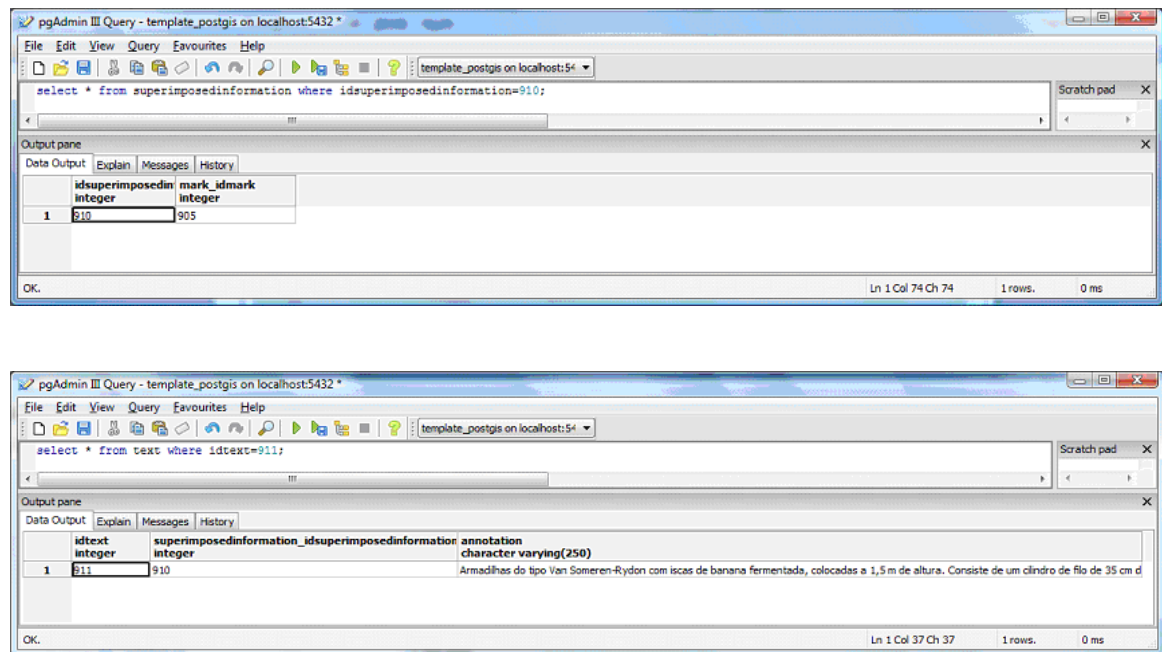 pgAdmin III Query - template_postgis on localhost:5432 *
File Edit View Query Favourites Help
template_postgis on localhost:54
select * from superimposedinformation where idsuperimposedinformation=910;
Scratch pad X
Output pane X
Data Output Explain Messages History
idsuperimposedin mark_idmark
integer integer
1 910 905
OK. Ln 1 Col 74 Ch 74 1 rows. 0 ms
pgAdmin III Query - template_postgis on localhost:5432 *
File Edit View Query Favourites Help
template_postgis on localhost:54
select * from text where idtext=911;
Scratch pad X
Output pane X
Data Output Explain Messages History
idtext superimposedinformation_idsuperimposedinformation annotation
integer integer character varying(250)
1 911 910 Armadilhas do tipo Van Someren-Rydon com iscas de banana fermentada, colocadas a 1,5 m de altura. Consiste de um cilindro de filo de 35 cm d
OK. Ln 1 Col 37 Ch 37 1 rows. 0 ms